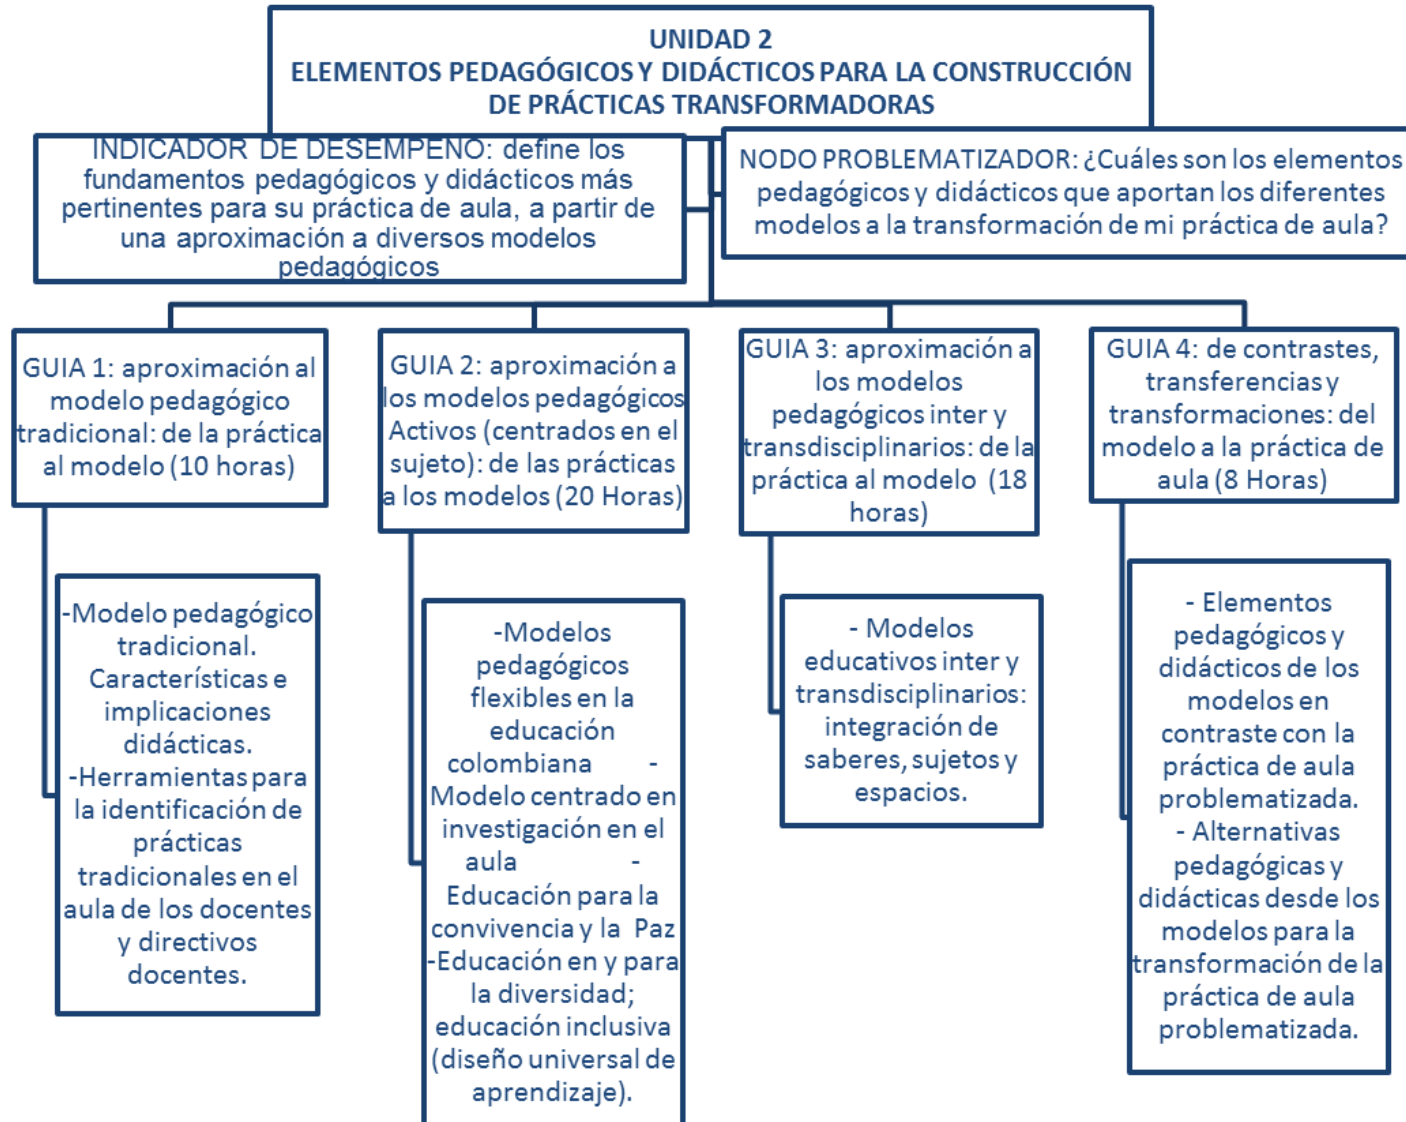 UNIDAD 2
ELEMENTOS PEDAGÓGICOS Y DIDÁCTICOS PARA LA CONSTRUCCIÓN
DE PRÁCTICAS TRANSFORMADORAS
INDICADOR DE DESEMPEÑO: define los
fundamentos pedagógicos y didácticos más
pertinentes para su práctica de aula, a partir de
una aproximación a diversos modelos
pedagógicos
NODO PROBLEMATIZADOR: ¿Cuáles son los elementos
pedagógicos y didácticos que aportan los diferentes
modelos a la transformación de mi práctica de aula?
GUIA 1: aproximación al
modelo pedagógico
tradicional: de la práctica
al modelo (10 horas)
GUIA 2: aproximación a
los modelos pedagógicos
Activos (centrados en el
sujeto): de las prácticas
a los modelos (20 Horas)
GUIA 3: aproximación a
los modelos
pedagógicos inter y
transdisciplinarios: de la
práctica al modelo (18
horas)
GUIA 4: de contrastes,
transferencias y
transformaciones: del
modelo a la práctica de
aula (8 Horas)
-Modelo pedagógico
tradicional.
Características e
implicaciones
didácticas.
-Herramientas para
la identificación de
prácticas
tradicionales en el
aula de los docentes
y directivos
docentes.
-Modelos
pedagógicos
flexibles en la
educación
colombiana -
Modelo centrado en
investigación en el
aula -
Educación para la
convivencia y la Paz
-Educación en y para
la diversidad;
educación inclusiva
(diseño universal de
aprendizaje).
- Modelos
educativos inter y
transdisciplinarios:
integración de
saberes, sujetos y
espacios.
- Elementos
pedagógicos y
didácticos de los
modelos en
contraste con la
práctica de aula
problematizada.
- Alternativas
pedagógicas y
didácticas desde los
modelos para la
transformación de la
práctica de aula
problematizada.